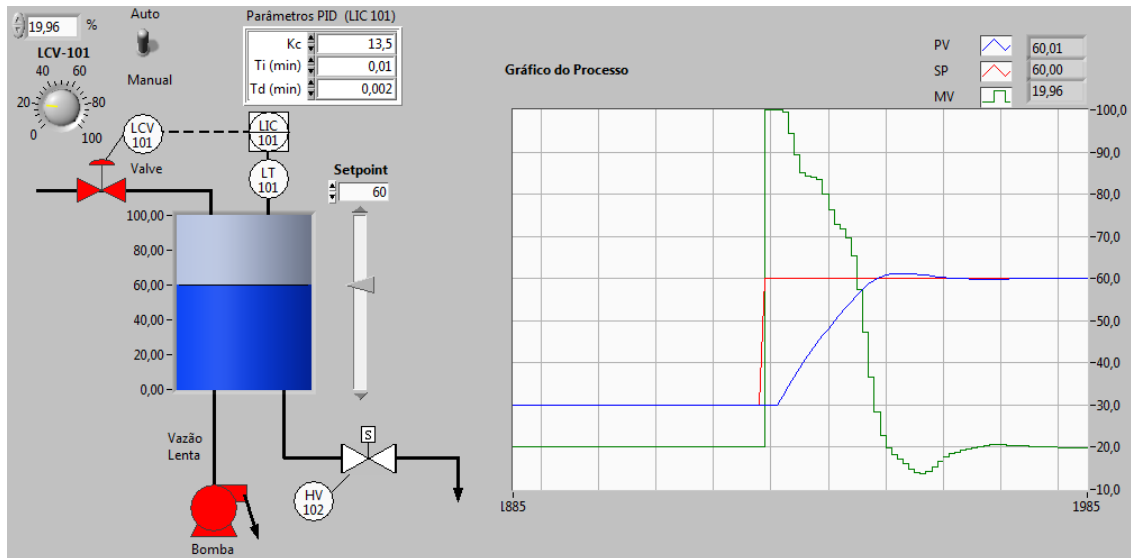 19,96 %
Auto
Manual
LCV-101
0 20 40 60 80 100
Parâmetros PID (LIC 101)
Kc 13,5
Ti (min) 0,01
Td (min) 0,002
LCV 101
LIC 101
LT 101
Valve
Setpoint
60
100,00
80,00
60,00
40,00
20,00
0,00
Vazão
Lenta
Bomba
S
HV 102
Gráfico do Processo
PV 60,01
SP 60,00
MV 19,96
100,0
90,0
80,0
70,0
60,0
50,0
40,0
30,0
20,0
10,0
1885 1985